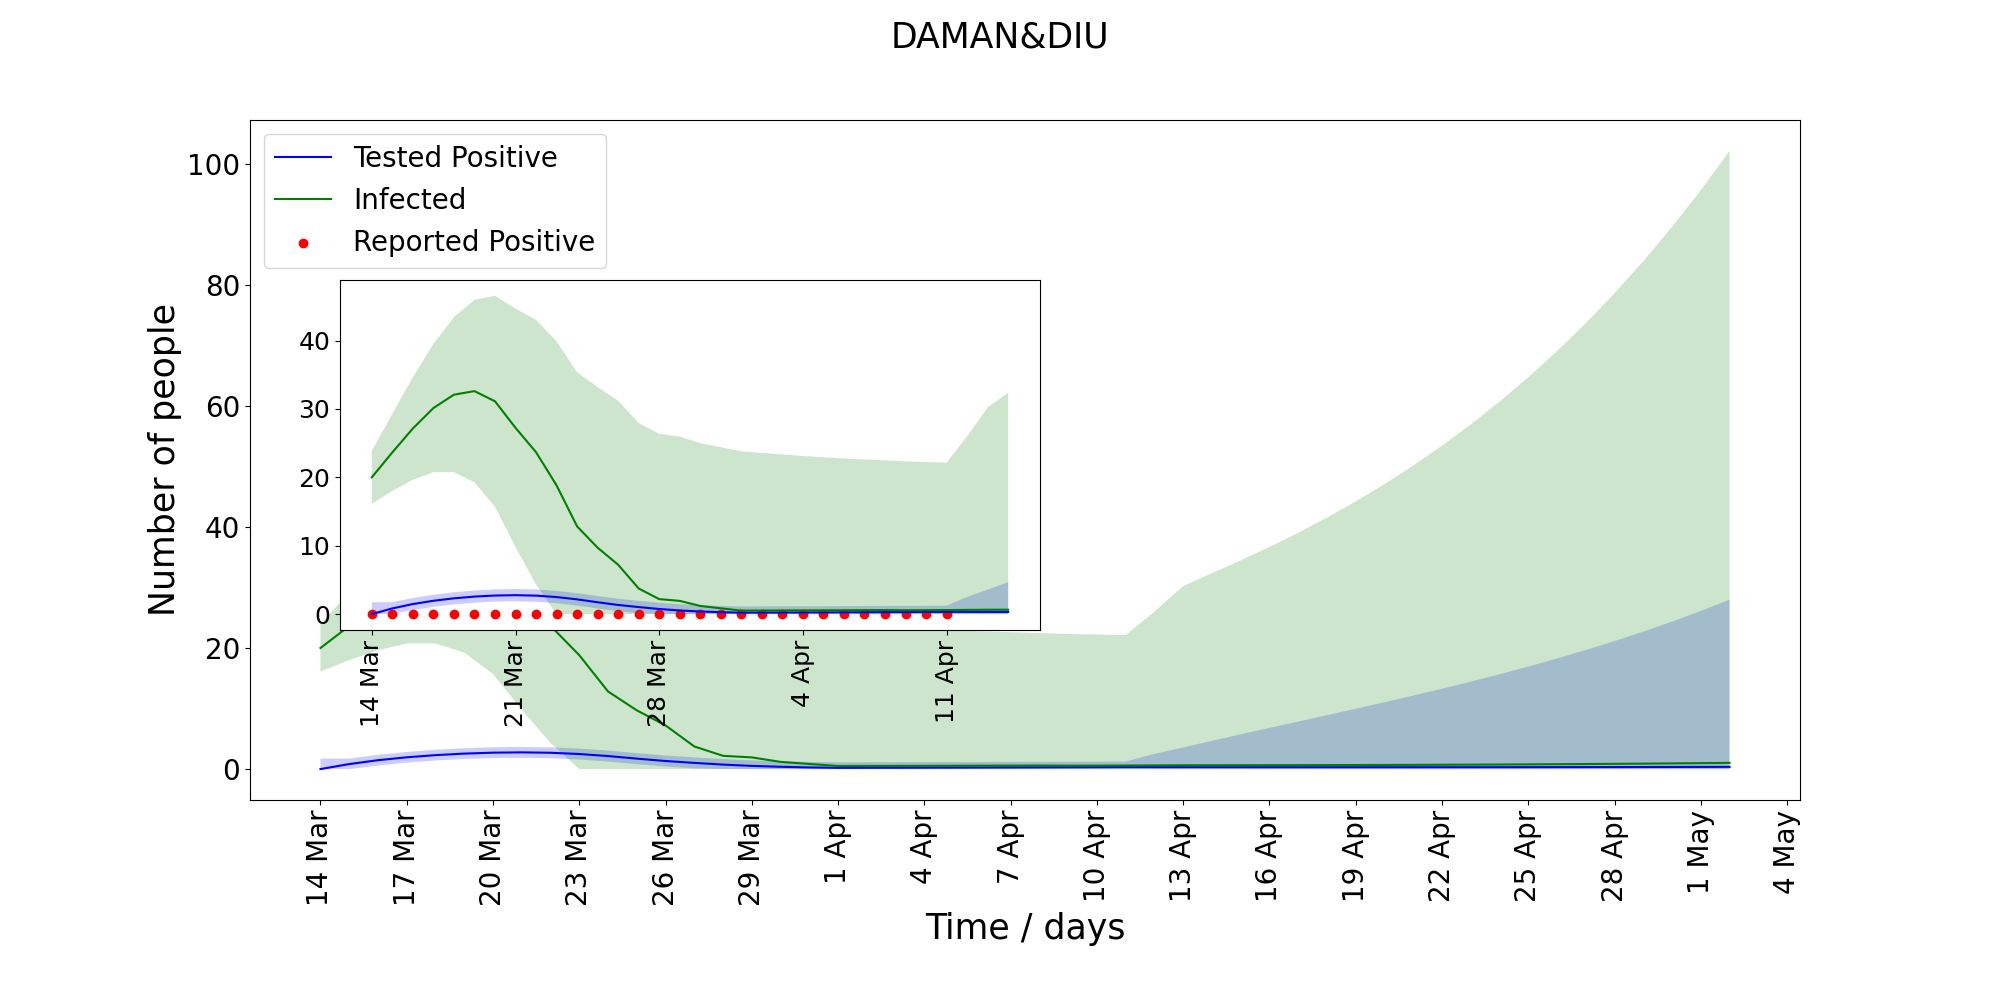 DAMAN&DIU
Tested Positive
Infected
Reported Positive
Number of people
100
80
60
40
20
0
40
30
20
10
0
14 Mar
21 Mar
28 Mar
4 Apr
11 Apr
14 Mar
17 Mar
20 Mar
23 Mar
26 Mar
29 Mar
1 Apr
4 Apr
7 Apr
10 Apr
13 Apr
16 Apr
19 Apr
22 Apr
25 Apr
28 Apr
1 May
4 May
Time / days